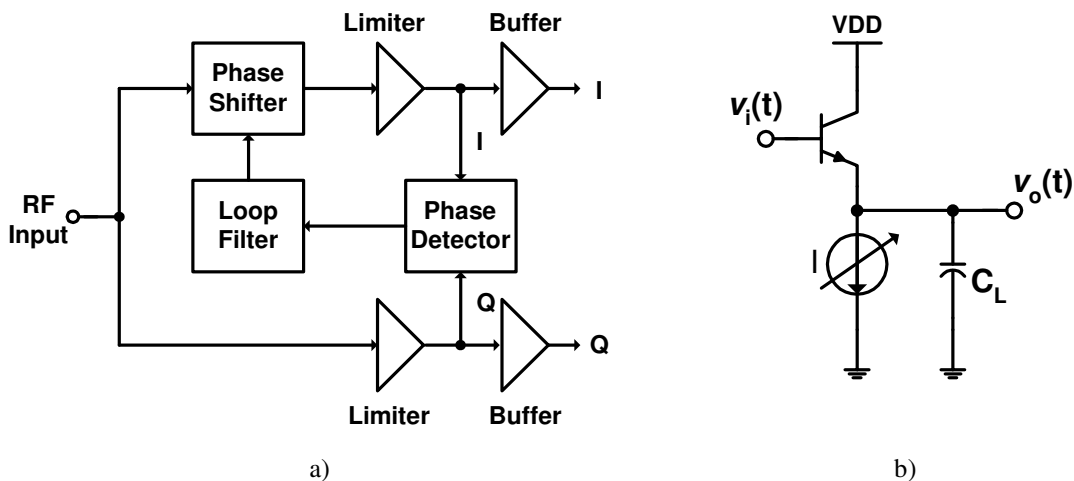 Limiter
Buffer
Phase
Shifter
I
I
RF
Input
Loop
Filter
Phase
Detector
Q
Q
Limiter
Buffer
a)
VDD
vi(t)
vo(t)
I
CL
b)